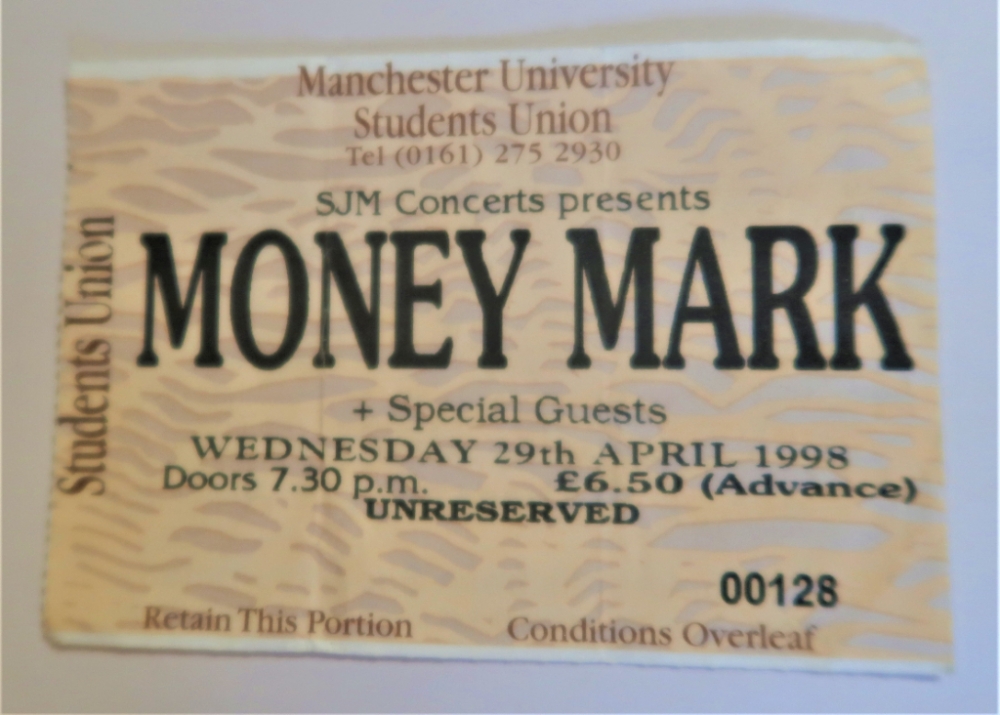 Manchester University
Students Union
Tel (0161) 275 2930
SJM Concerts presents
MONEY MARK
+ Special Guests
WEDNESDAY 29th APRIL 1998
Doors 7.30 p.m. £6.50 (Advance)
UNRESERVED
00128
Retain This Portion Conditions Overleaf
Students Union